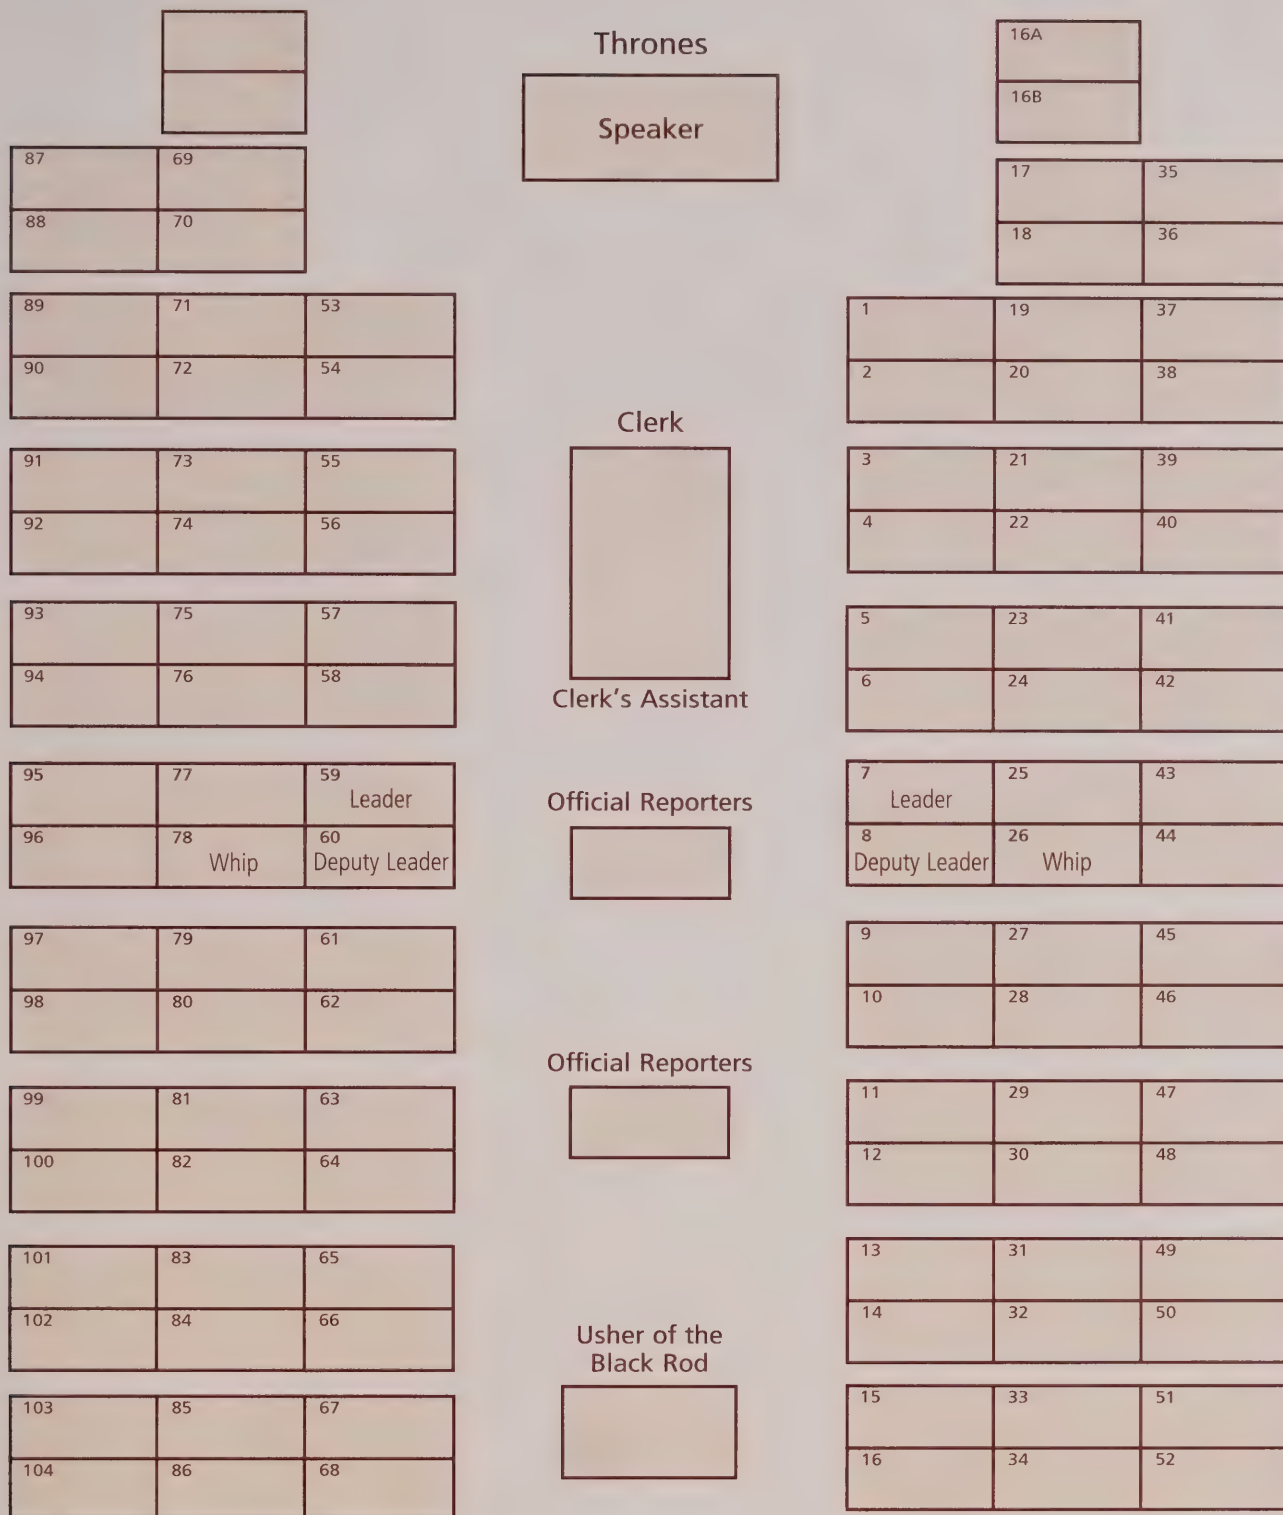 Thrones
Speaker
16A
16B
87 69
88 70
17 35
18 36
89 71 53
90 72 54
1 19 37
2 20 38
Clerk
91 73 55
92 74 56
3 21 39
4 22 40
93 75 57
94 76 58
5 23 41
6 24 42
Clerk's Assistant
95 77 59
Leader
96 78 60
Whip Deputy Leader
Official Reporters
7 25 43
Leader
8 26 44
Deputy Leader Whip
97 79 61
98 80 62
9 27 45
10 28 46
Official Reporters
99 81 63
100 82 64
11 29 47
12 30 48
101 83 65
102 84 66
13 31 49
14 32 50
Usher of the
Black Rod
103 85 67
104 86 68
15 33 51
16 34 52